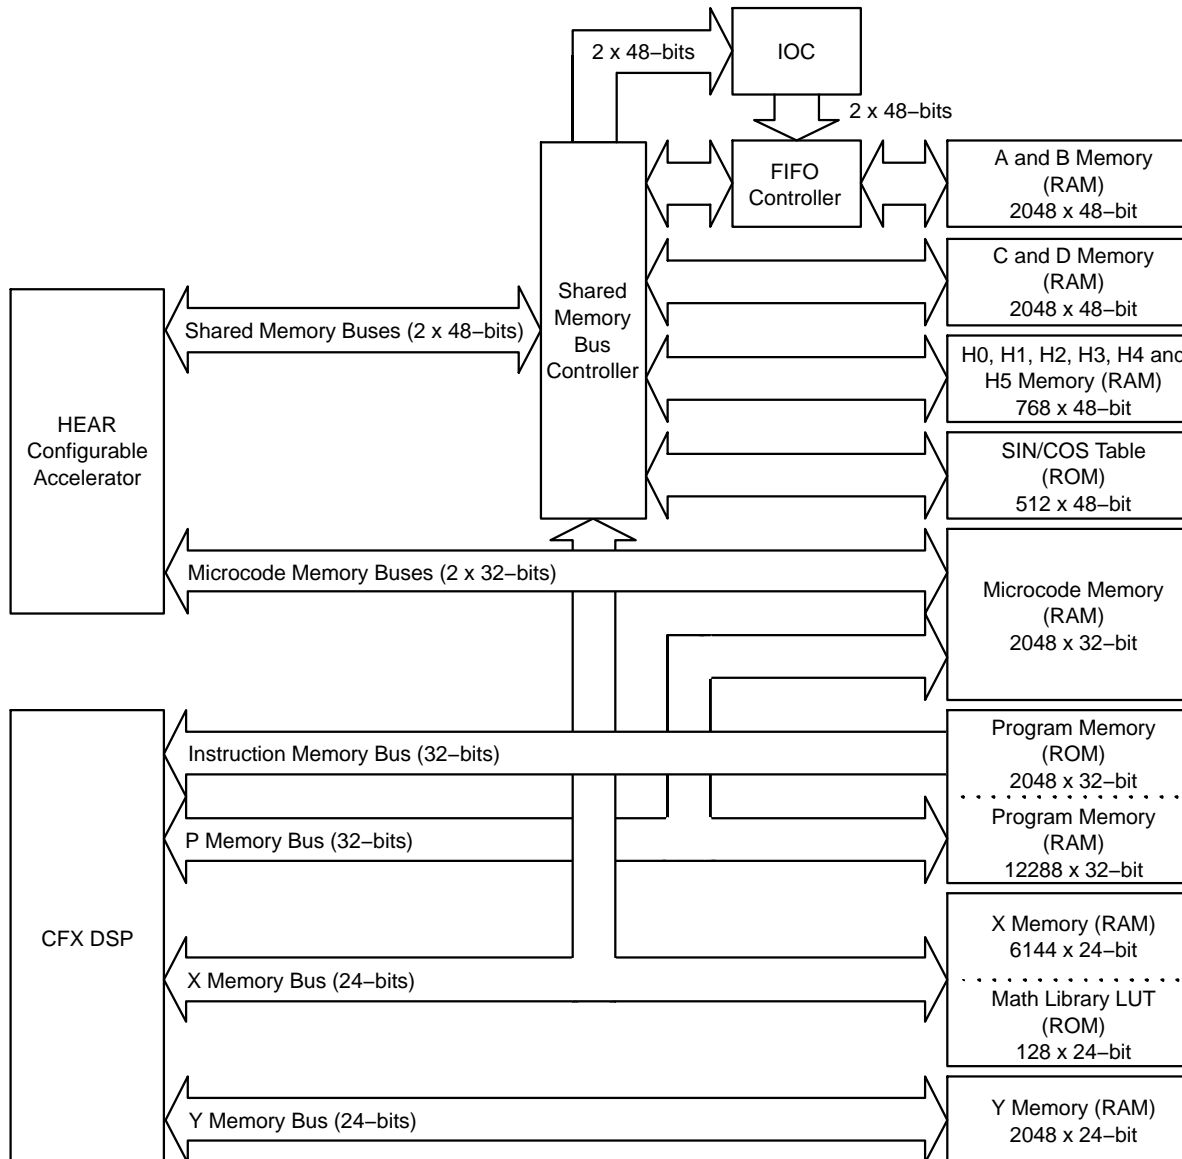 2 x 48−bits
IOC
2 x 48−bits
FIFO
Controller
A and B Memory
(RAM)
2048 x 48−bit
C and D Memory
(RAM)
2048 x 48−bit
Shared
Memory
Bus
Controller
Shared Memory Buses (2 x 48−bits)
H0, H1, H2, H3, H4 and
H5 Memory (RAM)
768 x 48−bit
HEAR
Configurable
Accelerator
SIN/COS Table
(ROM)
512 x 48−bit
Microcode Memory Buses (2 x 32−bits)
Microcode Memory
(RAM)
2048 x 32−bit
Instruction Memory Bus (32−bits)
Program Memory
(ROM)
2048 x 32−bit
P Memory Bus (32−bits)
Program Memory
(RAM)
12288 x 32−bit
CFX DSP
X Memory (RAM)
6144 x 24−bit
X Memory Bus (24−bits)
Math Library LUT
(ROM)
128 x 24−bit
Y Memory Bus (24−bits)
Y Memory (RAM)
2048 x 24−bit